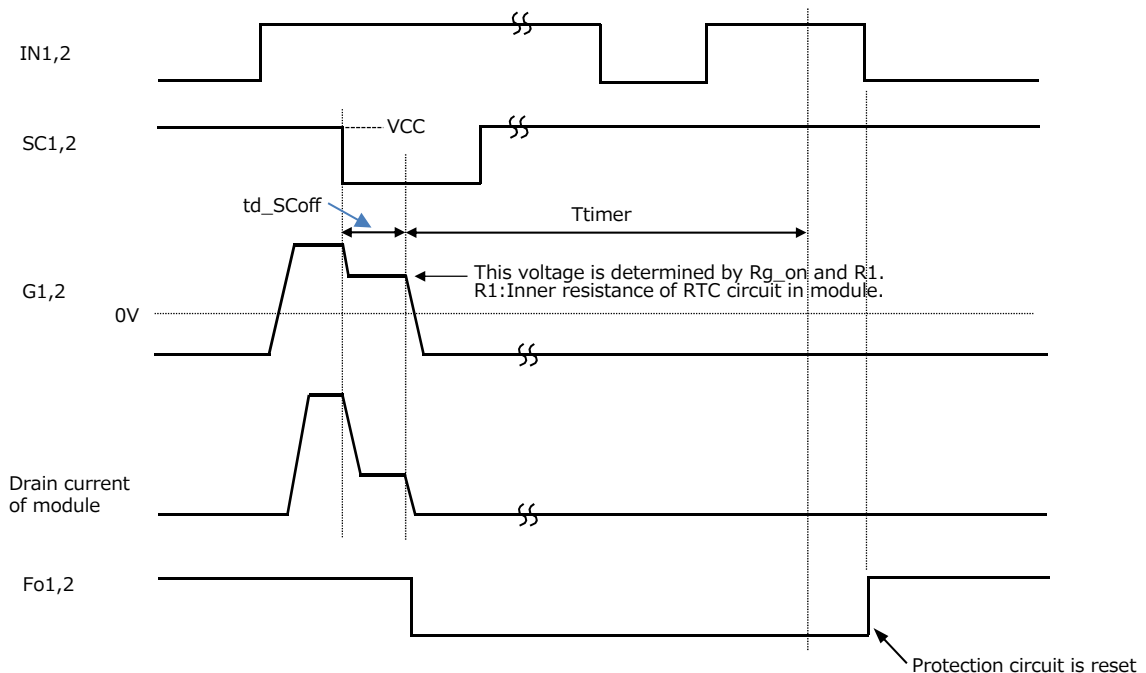 IN1,2
VCC
SC1,2
td_SCoff
Ttimer
This voltage is determined by Rg_on and R1.
R1:Inner resistance of RTC circuit in module.
G1,2
0V
Drain current
of module
Fo1,2
Protection circuit is reset